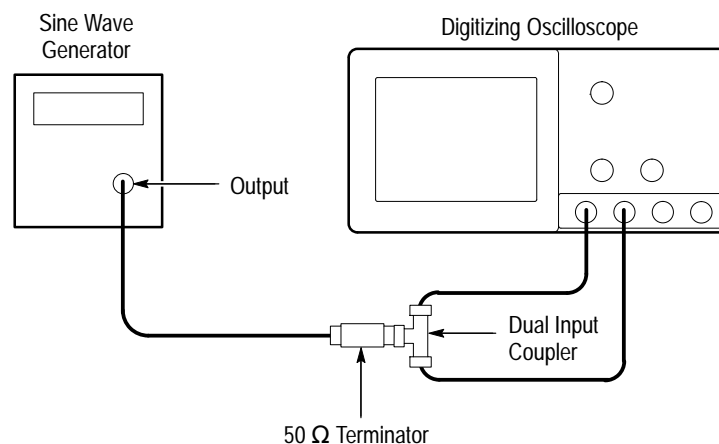 Sine Wave
Generator
Digitizing Oscilloscope
Output
Dual Input
Coupler
50 Ω Terminator